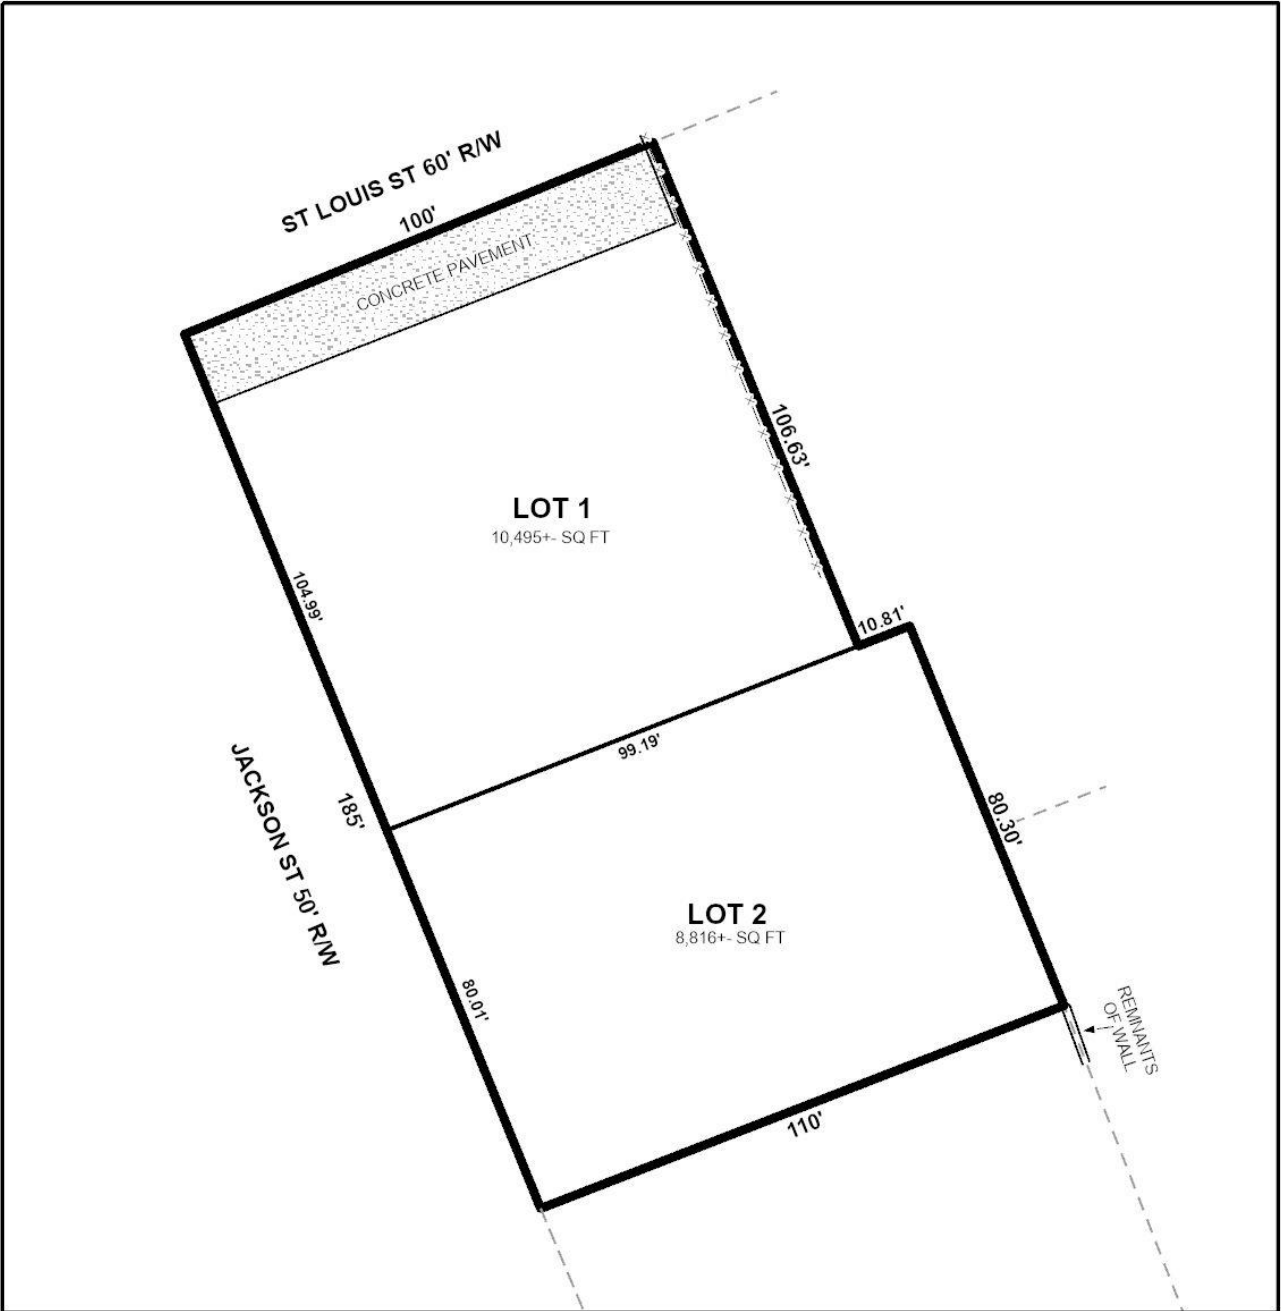 ST LOUIS ST 60' R/W
100'
CONCRETE PAVEMENT
106.63'
LOT 1
10,495+- SQ FT
104.99'
10.81'
99.19'
JACKSON ST 50' R/W
185'
80.30'
LOT 2
8,816+- SQ FT
80.01'
REMNANTS
OF WALL
110'